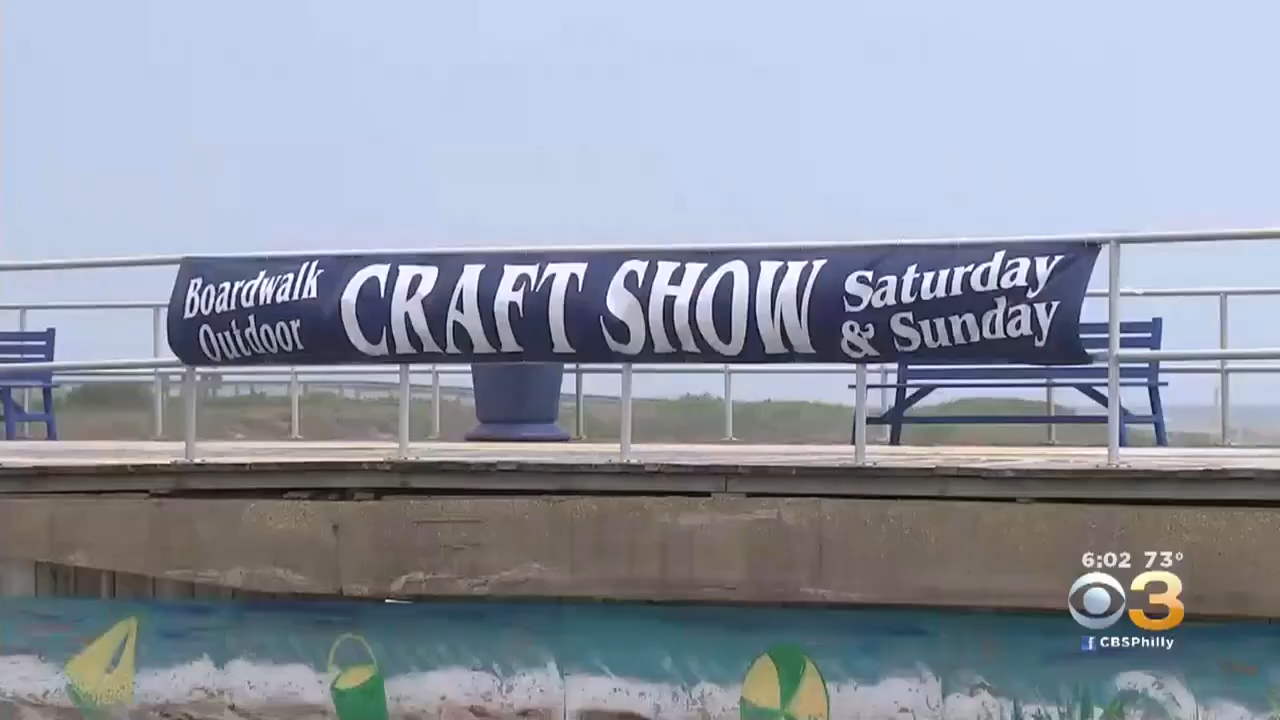 Boardwalk
Outdoor
CRAFT SHOW
Saturday
& Sunday
6:02 73°
3
f CBSPhilly